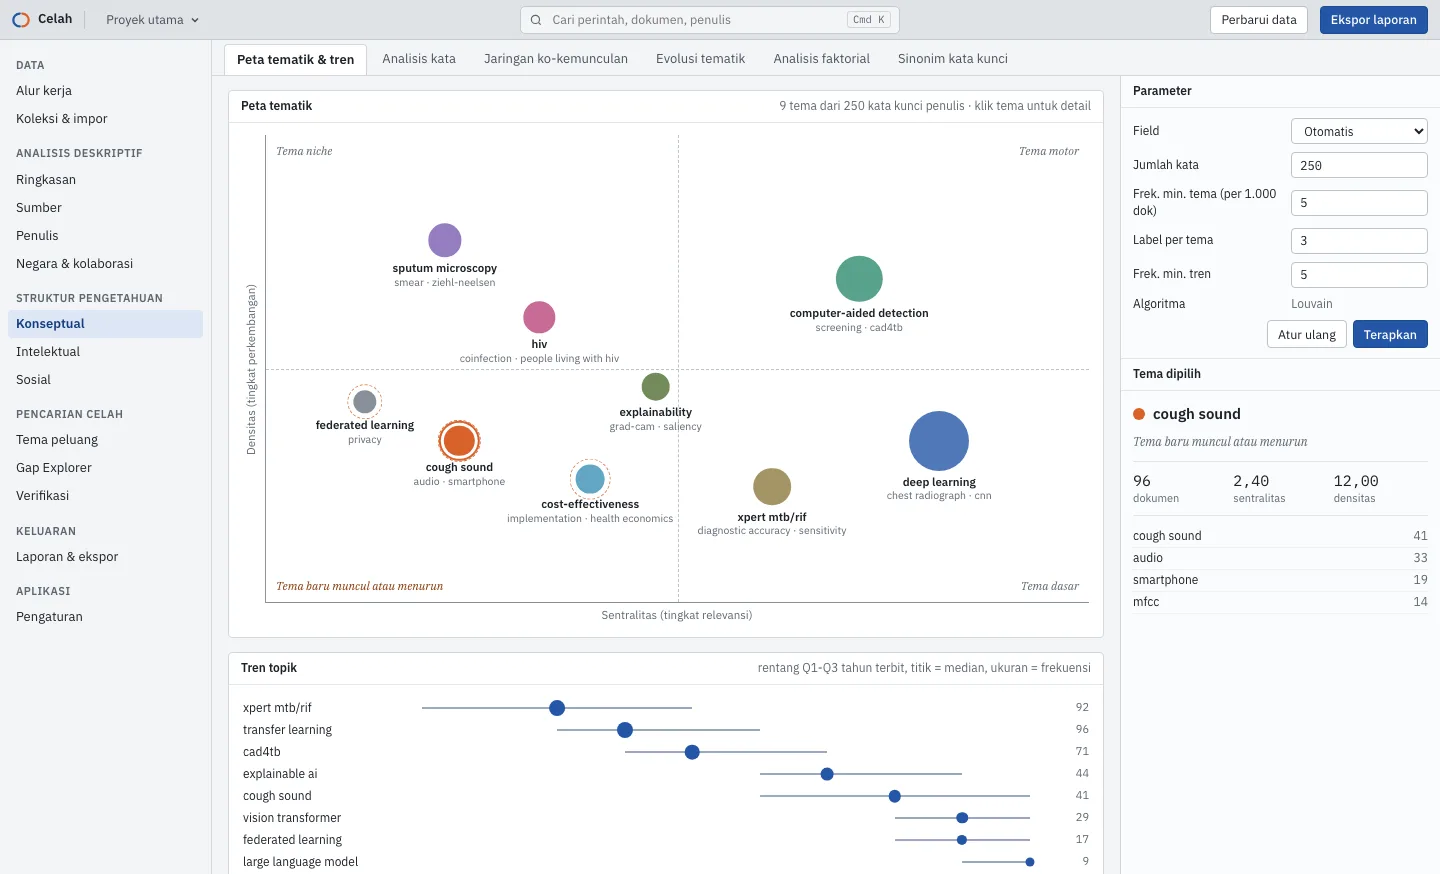 Celah
Proyek utama
Cari perintah, dokumen, penulis
Cmd K
Perbarui data
Ekspor laporan
DATA
Alur kerja
Koleksi & impor
ANALISIS DESKRIPTIF
Ringkasan
Sumber
Penulis
Negara & kolaborasi
STRUKTUR PENGETAHUAN
Konseptual
Intelektual
Sosial
PENCARIAN CELAH
Tema peluang
Gap Explorer
Verifikasi
KELUARAN
Laporan & ekspor
APLIKASI
Pengaturan
Peta tematik & tren
Analisis kata
Jaringan ko-kemunculan
Evolusi tematik
Analisis faktorial
Sinonim kata kunci
Peta tematik
9 tema dari 250 kata kunci penulis · klik tema untuk detail
Tema niche
Tema motor
sputum microscopy
smear · ziehl-neelsen
computer-aided detection
screening · cad4tb
hiv
coinfection · people living with hiv
Densitas (tingkat perkembangan)
explainability
grad-cam · saliency
federated learning
privacy
cough sound
audio · smartphone
deep learning
chest radiograph · cnn
cost-effectiveness
implementation · health economics
xpert mtb/rif
diagnostic accuracy · sensitivity
Tema baru muncul atau menurun
Tema dasar
Sentralitas (tingkat relevansi)
Tren topik
rentang Q1-Q3 tahun terbit, titik = median, ukuran = frekuensi
xpert mtb/rif 92
transfer learning 96
cad4tb 71
explainable ai 44
cough sound 41
vision transformer 29
federated learning 17
large language model 9
Parameter
Field Otomatis
Jumlah kata 250
Frek. min. tema (per 1.000
dok) 5
Label per tema 3
Frek. min. tren 5
Algoritma Louvain
Atur ulang
Terapkan
Tema dipilih
cough sound
Tema baru muncul atau menurun
96 2,40 12,00
dokumen sentralitas densitas
cough sound 41
audio 33
smartphone 19
mfcc 14